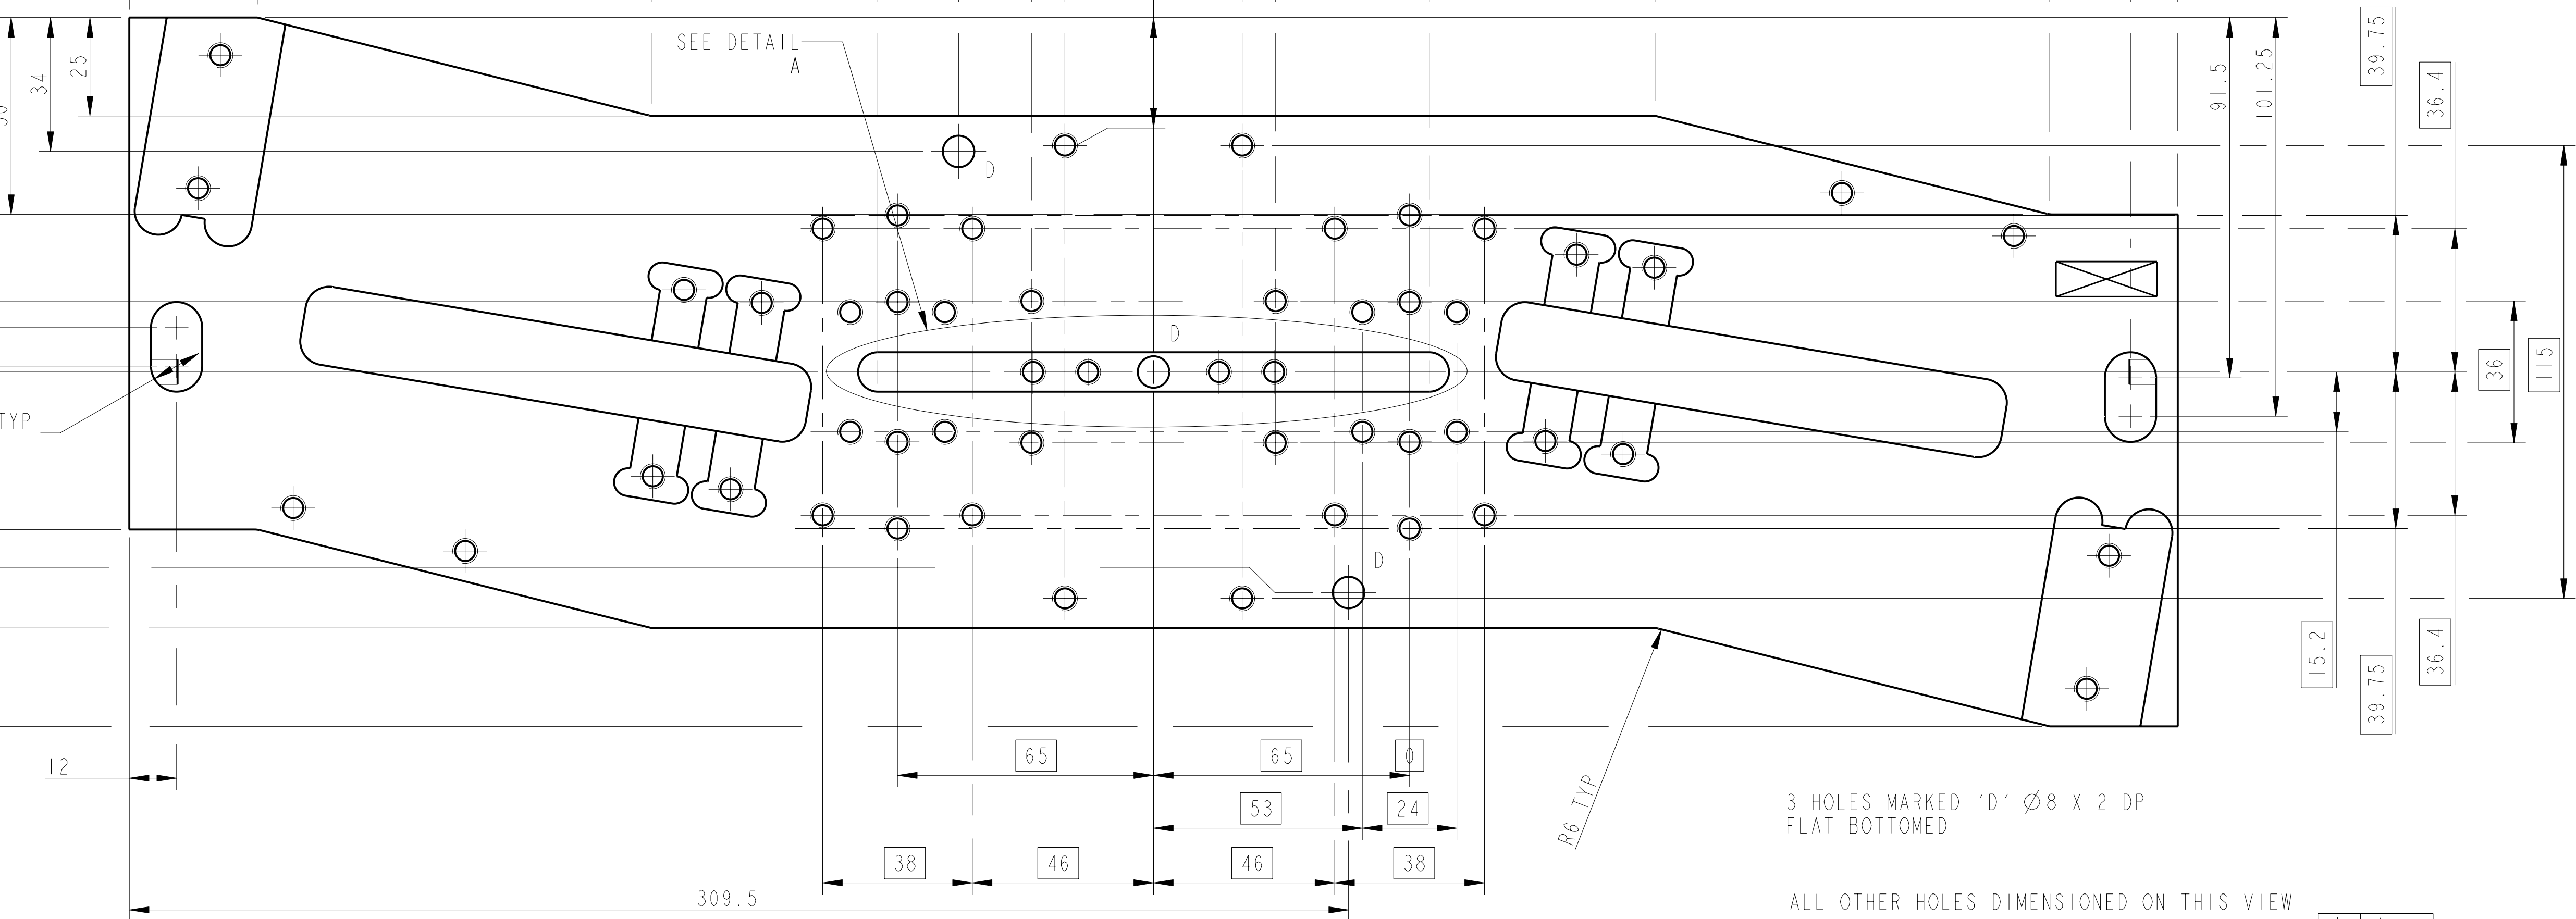 SEE DETAIL
A
34
25
39.75
36.4
91.5
101.25
D
D
36
115
TYP
D
15.2
39.75
36.4
12
65
65
0
53
24
R6 TYP
38
46
46
38
309.5
3 HOLES MARKED 'D' Ø8 X 2 DP
FLAT BOTTOMED
ALL OTHER HOLES DIMENSIONED ON THIS VIEW